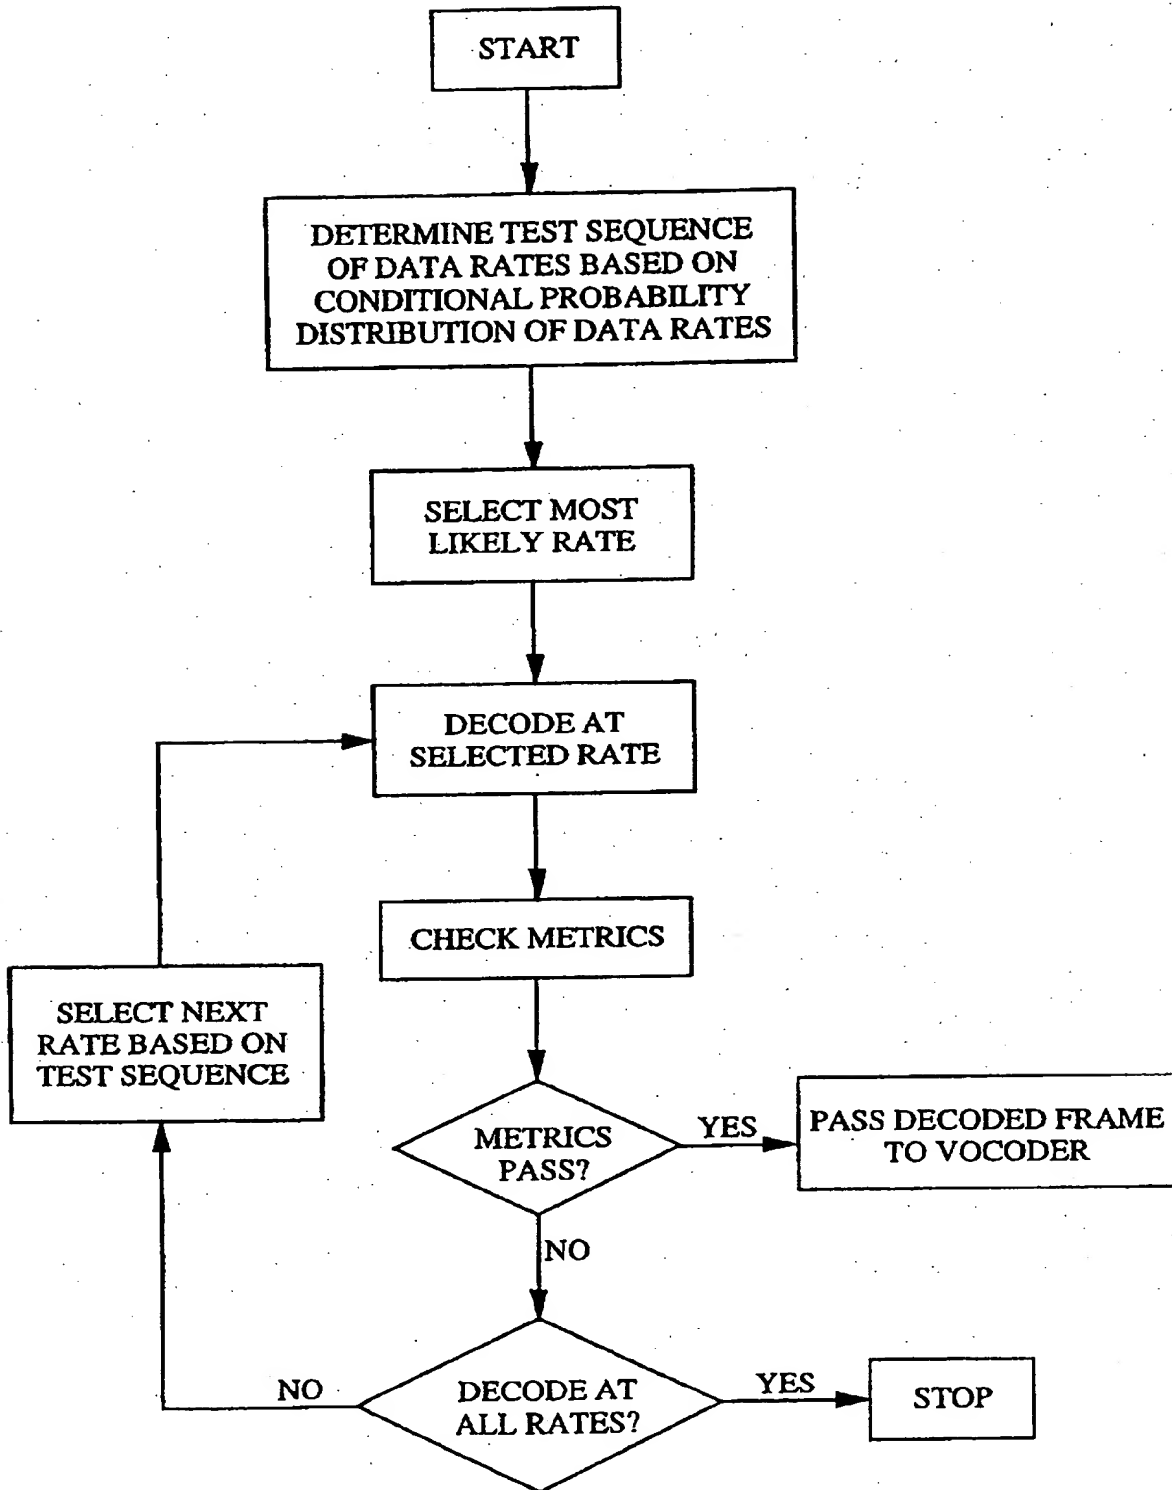 START
DETERMINE TEST SEQUENCE
OF DATA RATES BASED ON
CONDITIONAL PROBABILITY
DISTRIBUTION OF DATA RATES
SELECT MOST
LIKELY RATE
DECODE AT
SELECTED RATE
CHECK METRICS
SELECT NEXT
RATE BASED ON
TEST SEQUENCE
METRICS
PASS?
YES
PASS DECODED FRAME
TO VOCODER
NO
NO
DECODE AT
ALL RATES?
YES
STOP